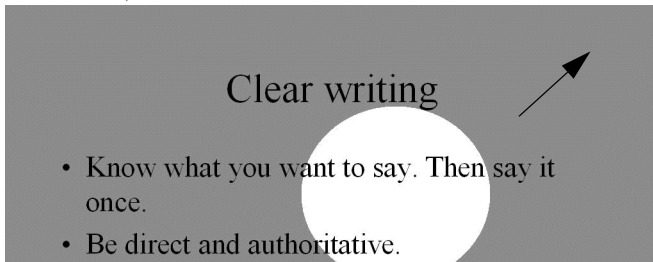 Clear writing
• Know what you want to say. Then say it
once.
• Be direct and authoritative.